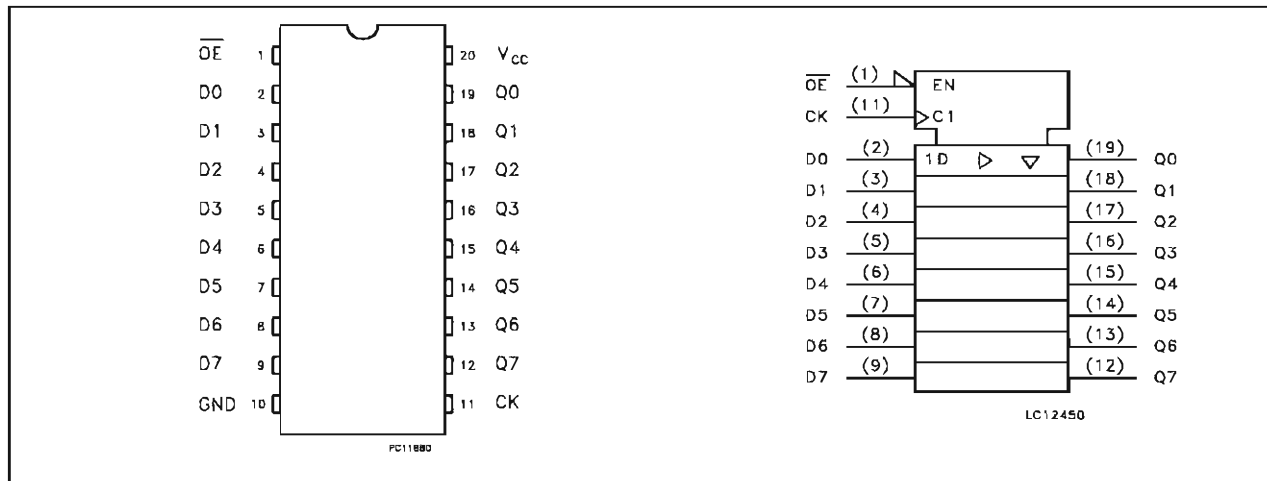 OE 1 20 VCC
D0 2 19 Q0
D1 3 18 Q1
D2 4 17 Q2
D3 5 16 Q3
D4 6 15 Q4
D5 7 14 Q5
D6 8 13 Q6
D7 9 12 Q7
GND 10 11 CK
PC11880
OE (1) EN
CK (11) C1
D0 (2) 1D (19) Q0
D1 (3) (18) Q1
D2 (4) (17) Q2
D3 (5) (16) Q3
D4 (6) (15) Q4
D5 (7) (14) Q5
D6 (8) (13) Q6
D7 (9) (12) Q7
LC12450